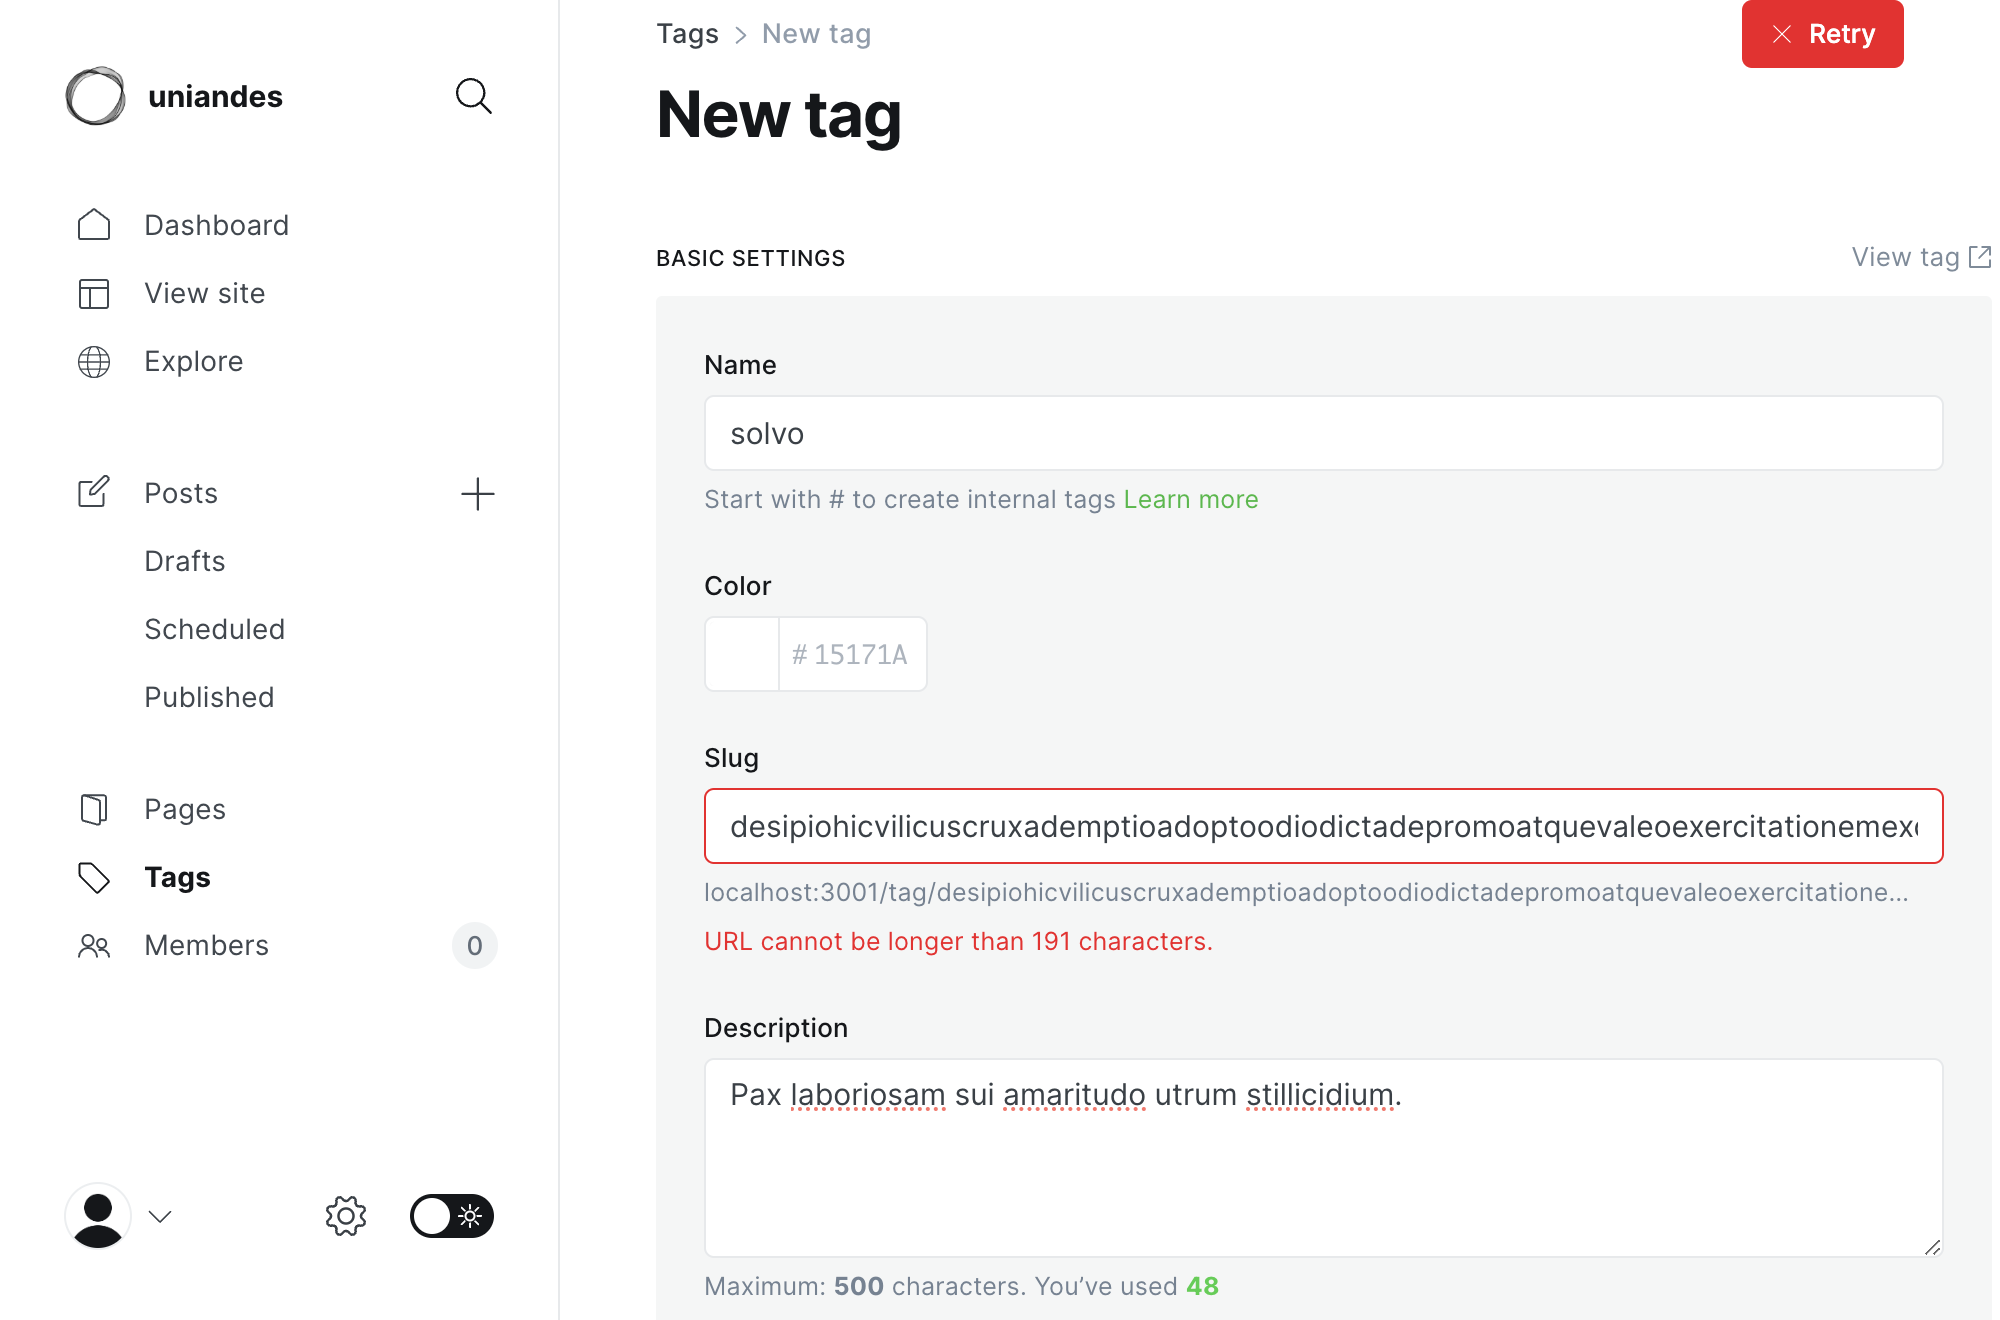 uniandes
Dashboard
View site
Explore
Posts
Drafts
Scheduled
Published
Pages
Tags
Members
0
Tags > New tag
Retry
New tag
BASIC SETTINGS
View tag
Name
solvo
Start with # to create internal tags Learn more
Color
# 15171A
Slug
desipiohicvilicuscruxademptioadoptoodiodictadepromoatquevaleoexercitationemex
localhost:3001/tag/desipiohicvilicuscruxademptioadoptoodiodictadepromoatquevaleoexercitatione...
URL cannot be longer than 191 characters.
Description
Pax laboriosam sui amaritudo utrum stillicidium.
Maximum: 500 characters. You’ve used 48